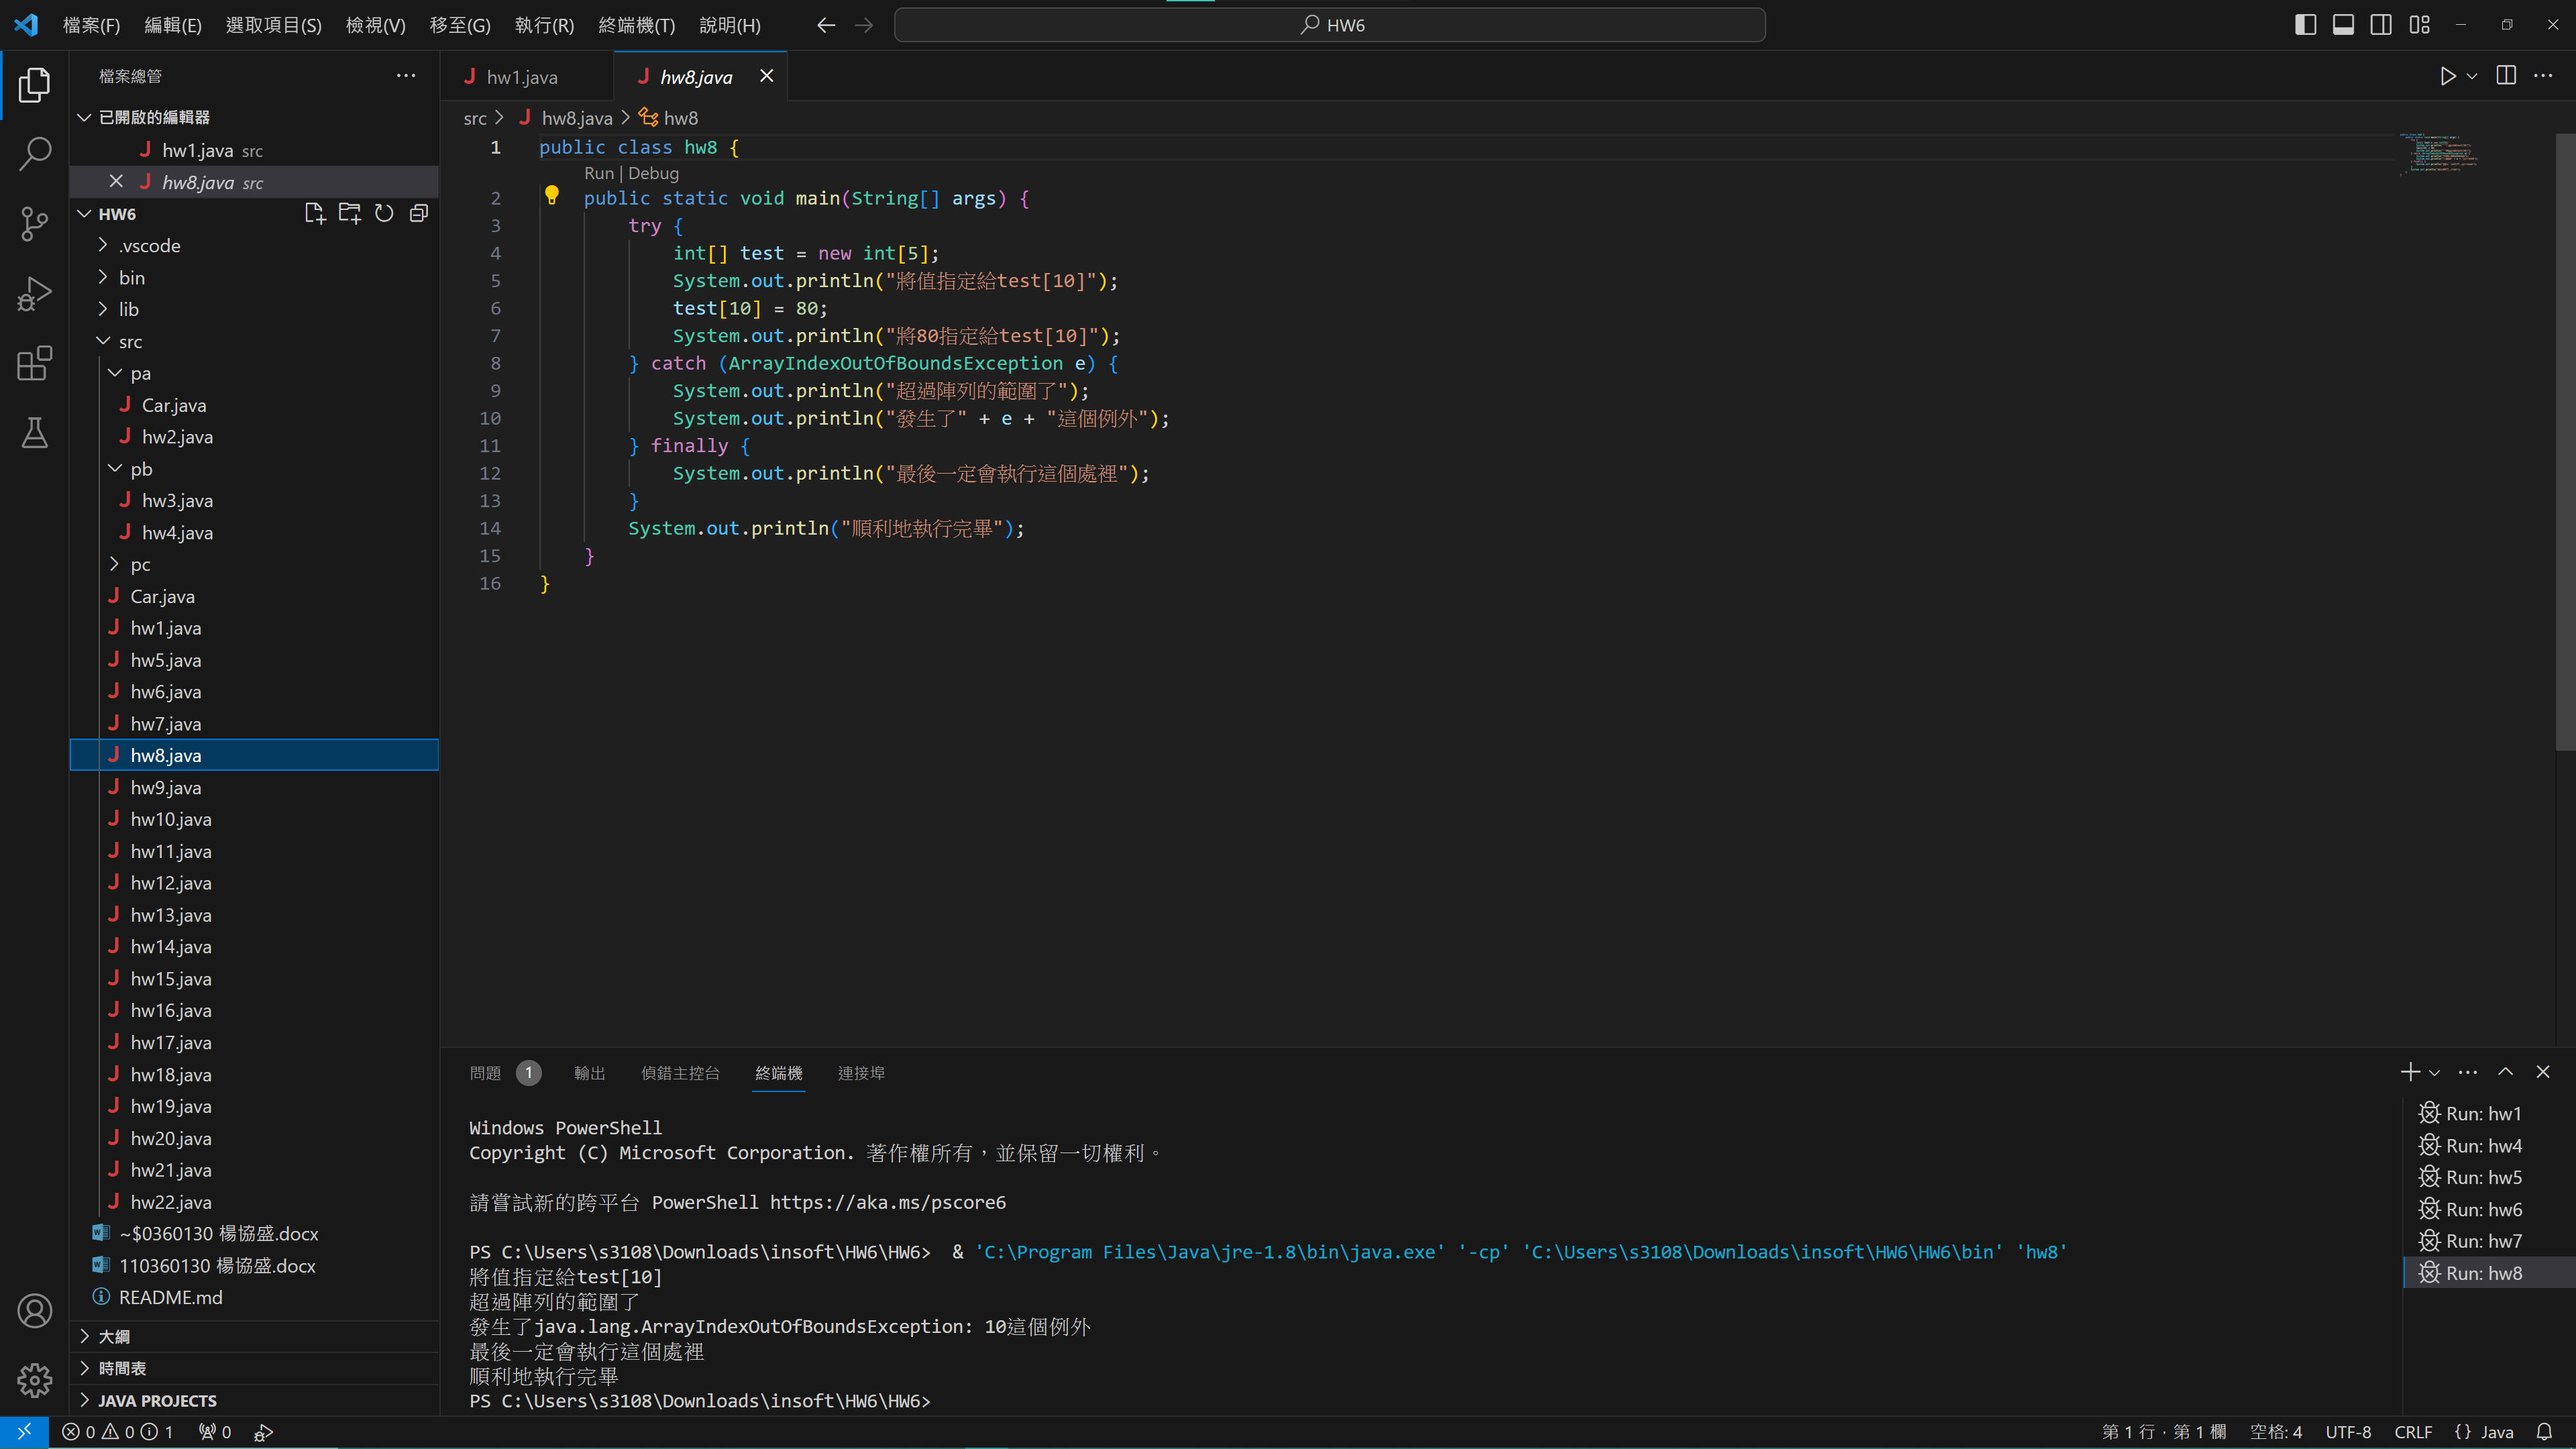 檔案(F) 編輯(E) 選取項目(S) 檢視(V) 移至(G) 執行(R) 終端機(T) 說明(H) HW6
檔案總管
已開啟的編輯器
hw1.java src
hw8.java src
HW6
.vscode
bin
lib
src
pa
Car.java
hw2.java
pb
hw3.java
hw4.java
pc
Car.java
hw1.java
hw5.java
hw6.java
hw7.java
hw8.java
hw9.java
hw10.java
hw11.java
hw12.java
hw13.java
hw14.java
hw15.java
hw16.java
hw17.java
hw18.java
hw19.java
hw20.java
hw21.java
hw22.java
~$0360130 楊協盛.docx
110360130 楊協盛.docx
README.md
大綱
時間表
JAVA PROJECTS
hw1.java hw8.java
src > hw8.java > hw8
1 public class hw8 {
Run | Debug
2 public static void main(String[] args) {
3 try {
4 int[] test = new int[5];
5 System.out.println("將值指定給test[10]");
6 test[10] = 80;
7 System.out.println("將80指定給test[10]");
8 } catch (ArrayIndexOutOfBoundsException e) {
9 System.out.println("超過陣列的範圍了");
10 System.out.println("發生了" + e + "這個例外");
11 } finally {
12 System.out.println("最後一定會執行這個處裡");
13 }
14 System.out.println("順利地執行完畢");
15 }
16 }
問題 1 輸出 偵錯主控台 終端機 連接埠
Windows PowerShell
Copyright (C) Microsoft Corporation. 著作權所有，並保留一切權利。
請嘗試新的跨平台 PowerShell https://aka.ms/pscore6
PS C:\Users\s3108\Downloads\insoft\HW6\HW6> & 'C:\Program Files\Java\jre-1.8\bin\java.exe' '-cp' 'C:\Users\s3108\Downloads\insoft\HW6\HW6\bin' 'hw8'
將值指定給test[10]
超過陣列的範圍了
發生了java.lang.ArrayIndexOutOfBoundsException: 10這個例外
最後一定會執行這個處裡
順利地執行完畢
PS C:\Users\s3108\Downloads\insoft\HW6\HW6>
Run: hw1
Run: hw4
Run: hw5
Run: hw6
Run: hw7
Run: hw8
0 0 1 0 第 1 行，第 1 欄 空格: 4 UTF-8 CRLF {} Java